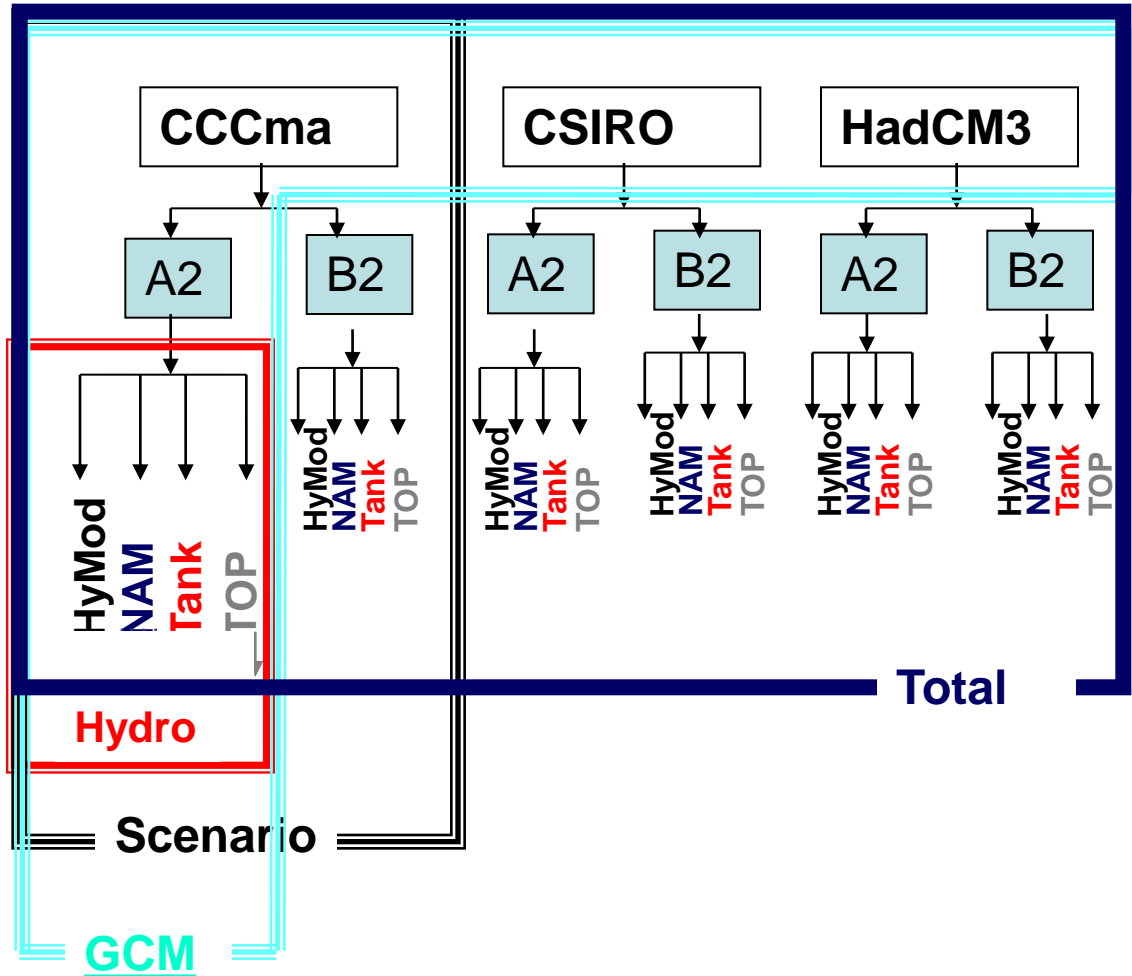 CCCma
CSIRO
HadCM3
A2
B2
A2
B2
A2
B2
HyMod
NAM
Tank
TOP
HyMod
NAM
Tank
TOP
HyMod
NAM
Tank
TOP
HyMod
NAM
Tank
TOP
HyMod
NAM
Tank
TOP
HyMod
NAM
Tank
TOP
Total
Hydro
Scenario
GCM